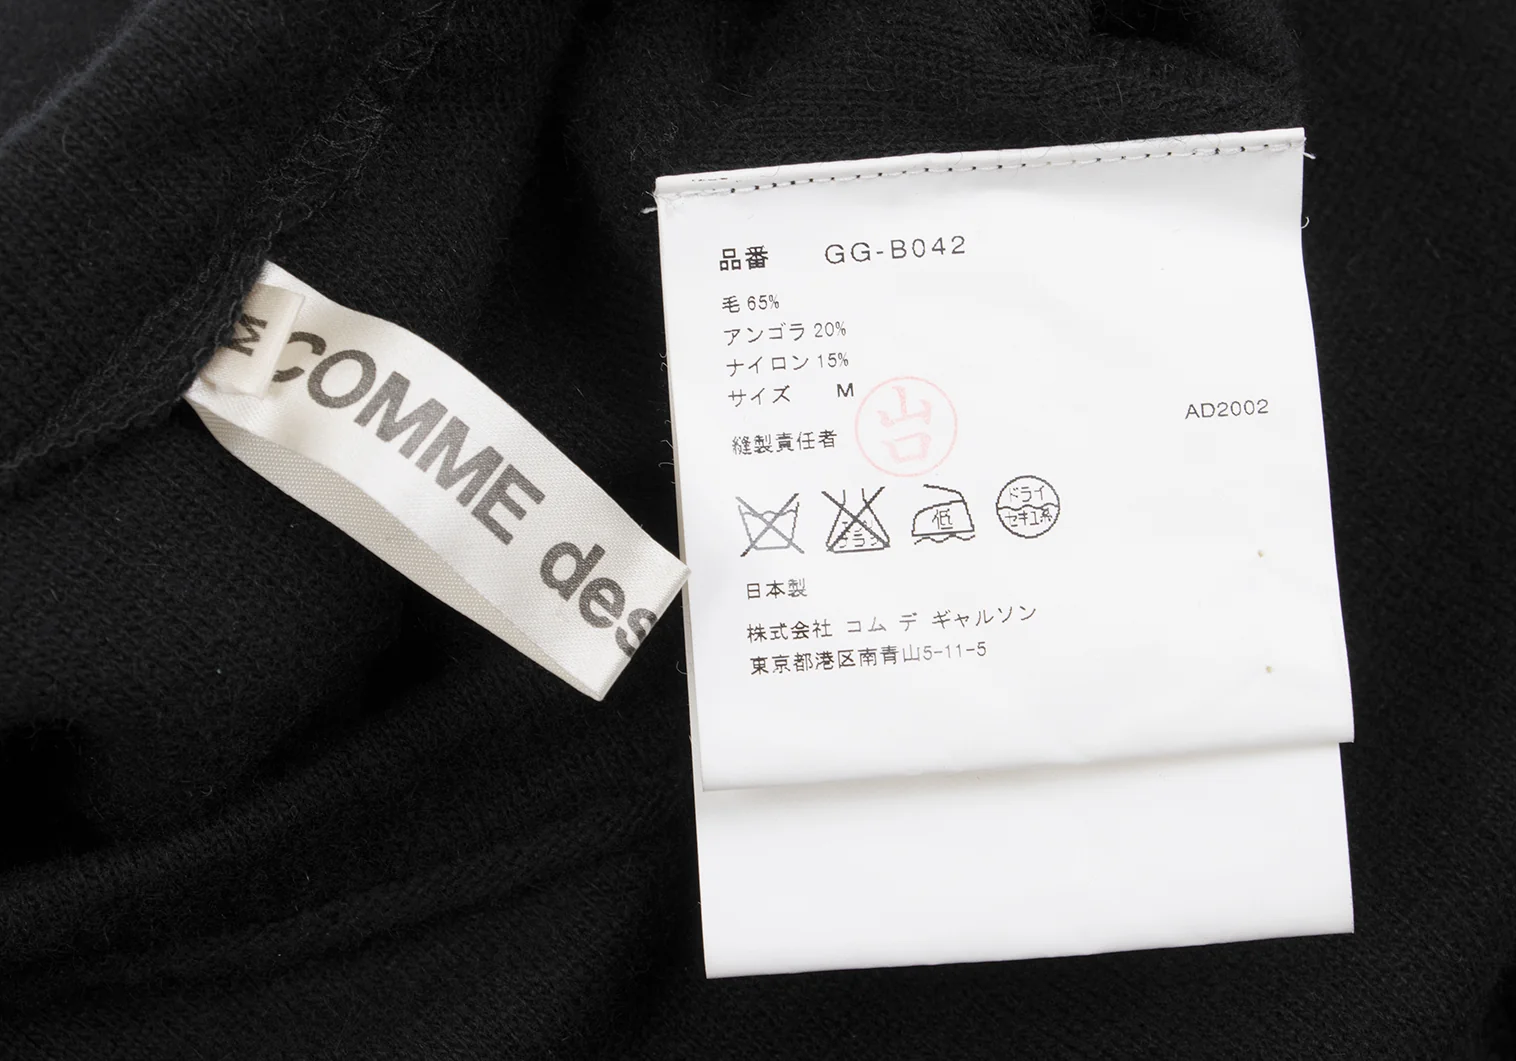 M
COMME des
品番 GG-B042
毛 65%
アンゴラ 20%
ナイロン 15%
サイズ M
山口
AD2002
縫製責任者
低
ドライ
セキユ系
日本製
株式会社 コム デ ギャルソン
東京都港区南青山5-11-5